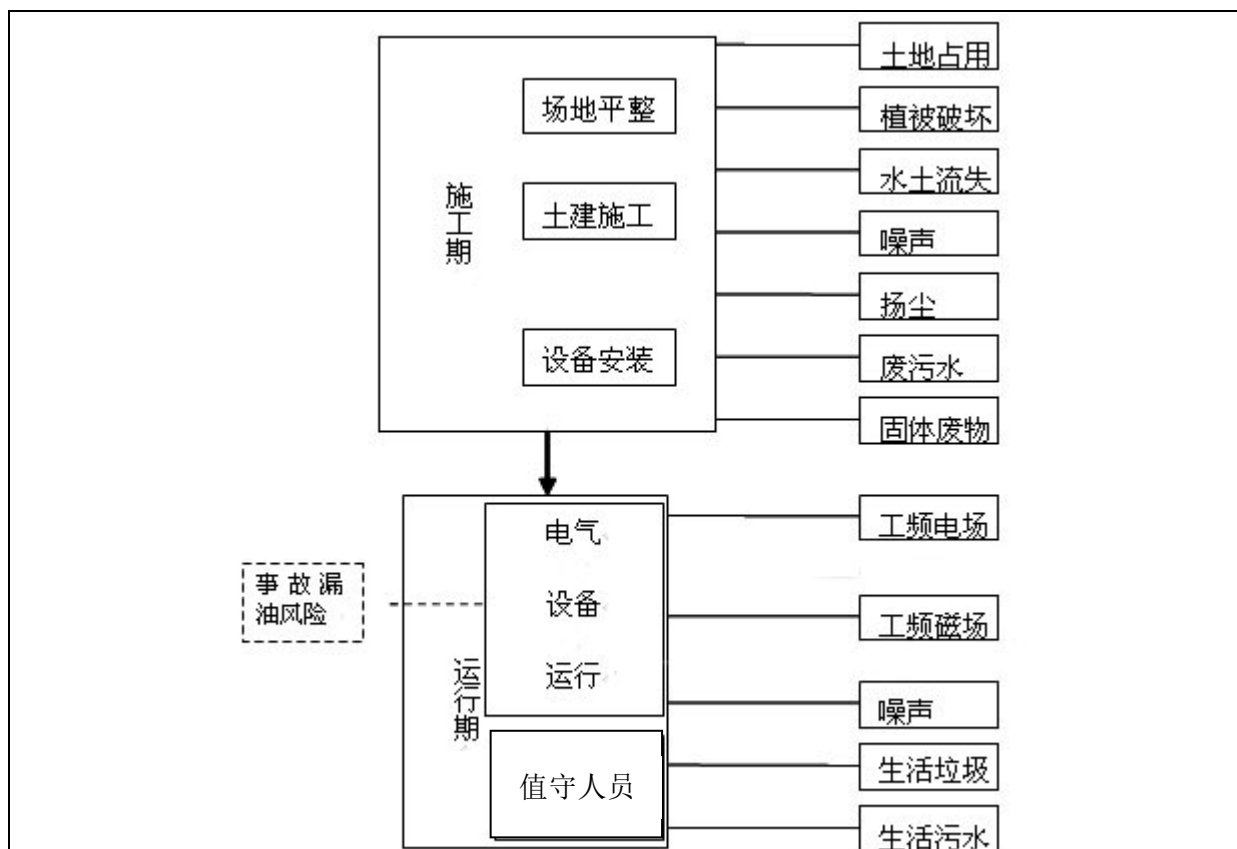 土地占用
场地平整
植被破坏
水土流失
施
工
期
土建施工
噪声
扬尘
设备安装
废污水
固体废物
电气
工频电场
事故漏
油风险
设备
工频磁场
运
行
期
运行
噪声
值守人员
生活垃圾
生活污水